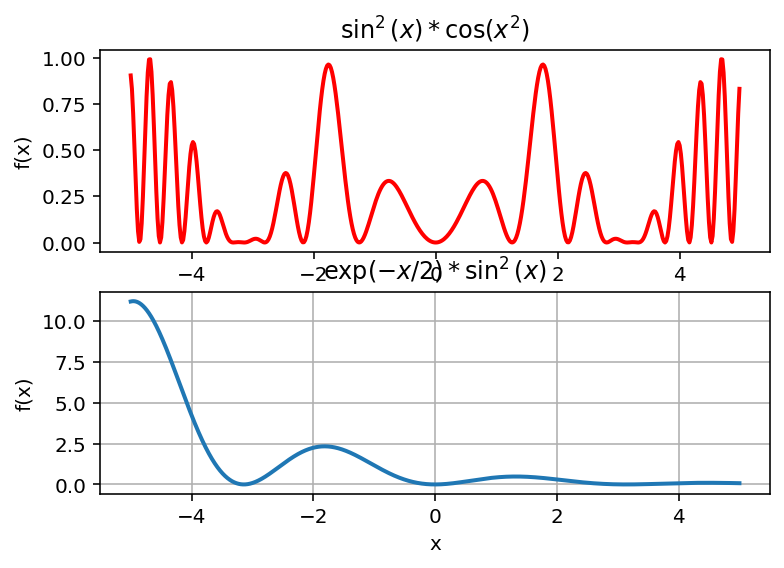 sin² (x) * cos(x²)
f(x)
1.00
0.75
0.50
0.25
0.00
−4 −2 0 2 4
exp(−x/2) * sin² (x)
f(x)
10.0
7.5
5.0
2.5
0.0
−4 −2 0 2 4
x